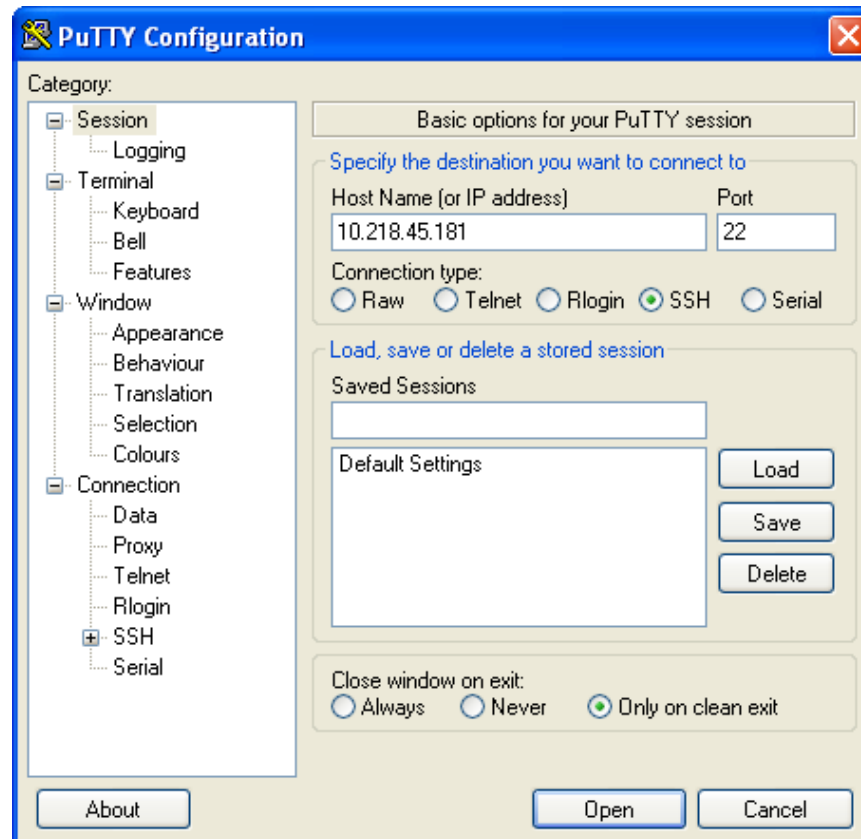 PuTTY Configuration
Category:
Session
Logging
Terminal
Keyboard
Bell
Features
Window
Appearance
Behaviour
Translation
Selection
Colours
Connection
Data
Proxy
Telnet
Rlogin
SSH
Serial
Basic options for your PuTTY session
Specify the destination you want to connect to
Host Name (or IP address) Port
10.218.45.181 22
Connection type:
Raw Telnet Rlogin SSH Serial
Load, save or delete a stored session
Saved Sessions
Default Settings
Load
Save
Delete
Close window on exit:
Always Never Only on clean exit
About Open Cancel